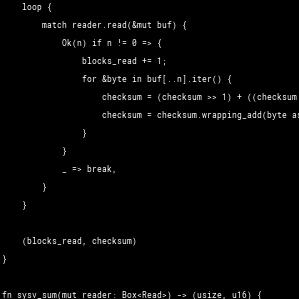 loop {
match reader.read(&mut buf) {
Ok(n) if n != 0 => {
blocks_read += 1;
for &byte in buf[..n].iter() {
checksum = (checksum >> 1) + ((checksum
checksum = checksum.wrapping_add(byte as
}
}
_ => break,
}
}
(blocks_read, checksum)
}
fn sysv_sum(mut reader: Box<Read>) -> (usize, u16) {